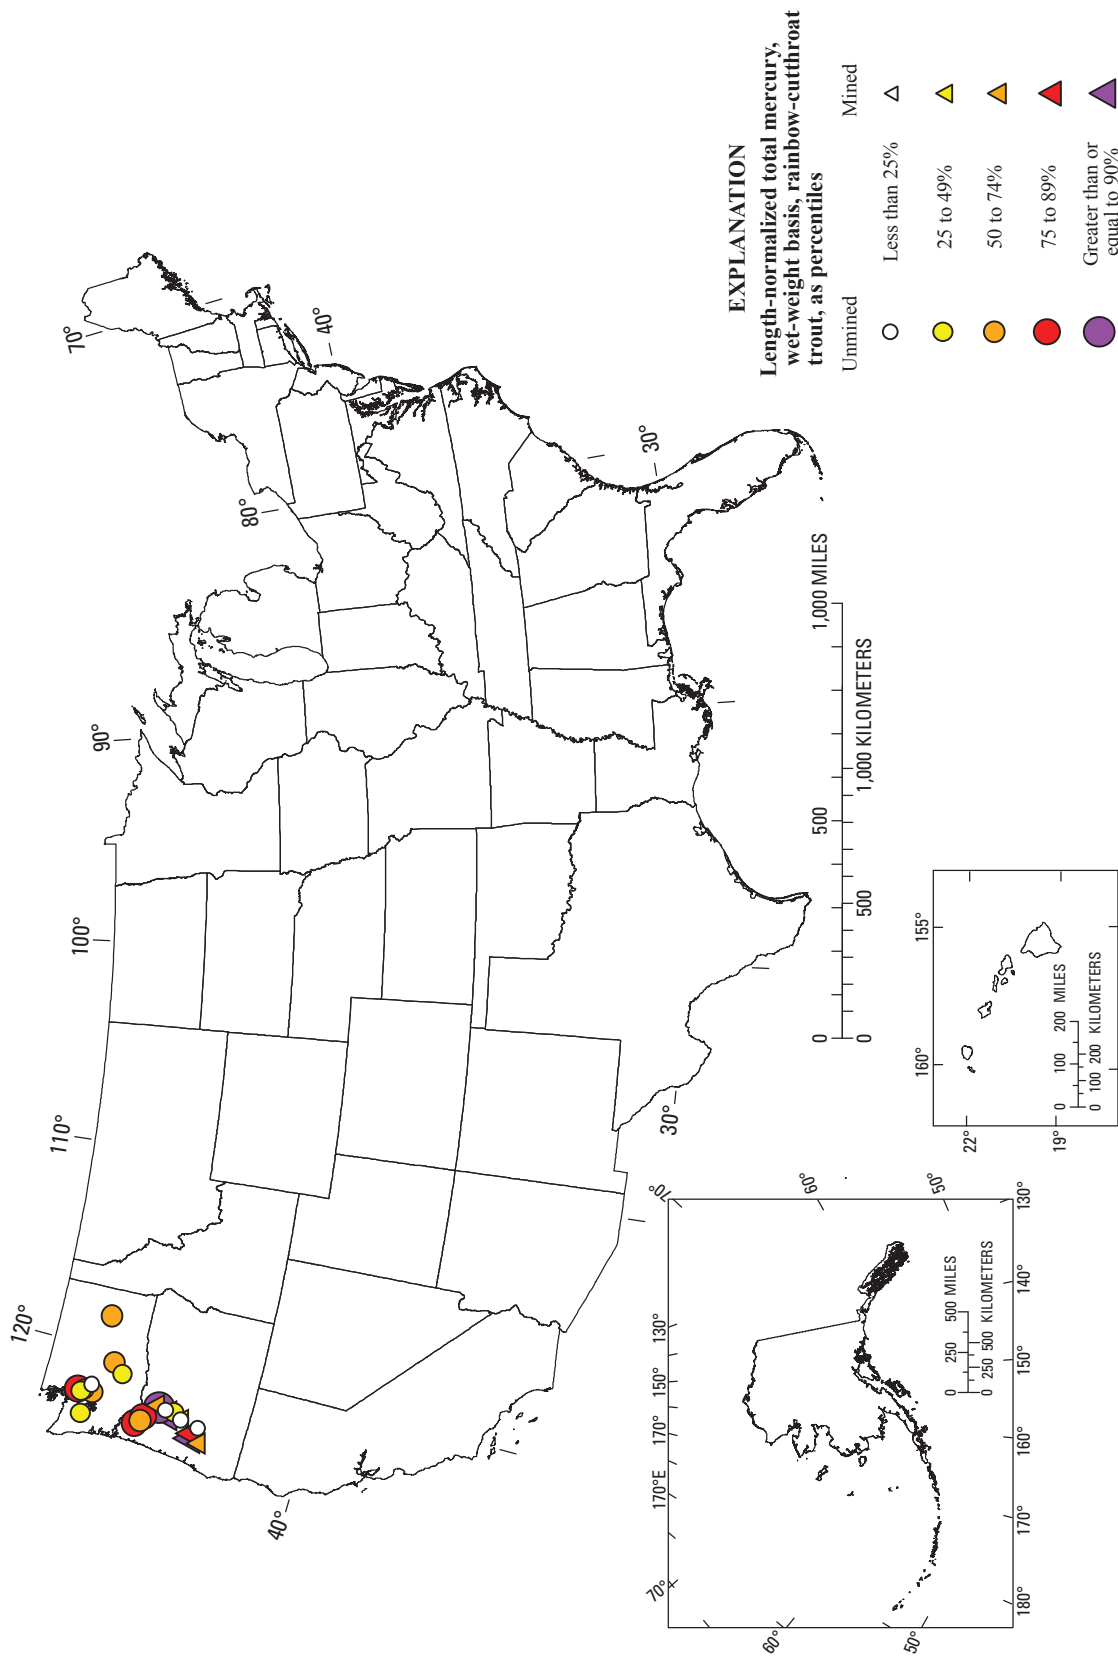 120°
110°
100°
90°
80°
70°
40°
30°
40°
30°
0 500 1,000 MILES
0 500 1,000 KILOMETERS
EXPLANATION
Length-normalized total mercury,
wet-weight basis, rainbow-cutthroat
trout, as percentiles
Unmined Mined
Less than 25%
25 to 49%
50 to 74%
75 to 89%
Greater than or
equal to 90%
70°
60°
50°
170°E
170°
150°
130°
70°
60°
50°
180°
170°
160°
150°
140°
130°
0 250 500 MILES
0 250 500 KILOMETERS
160°
155°
22°
19°
0 100 200 MILES
0 100 200 KILOMETERS